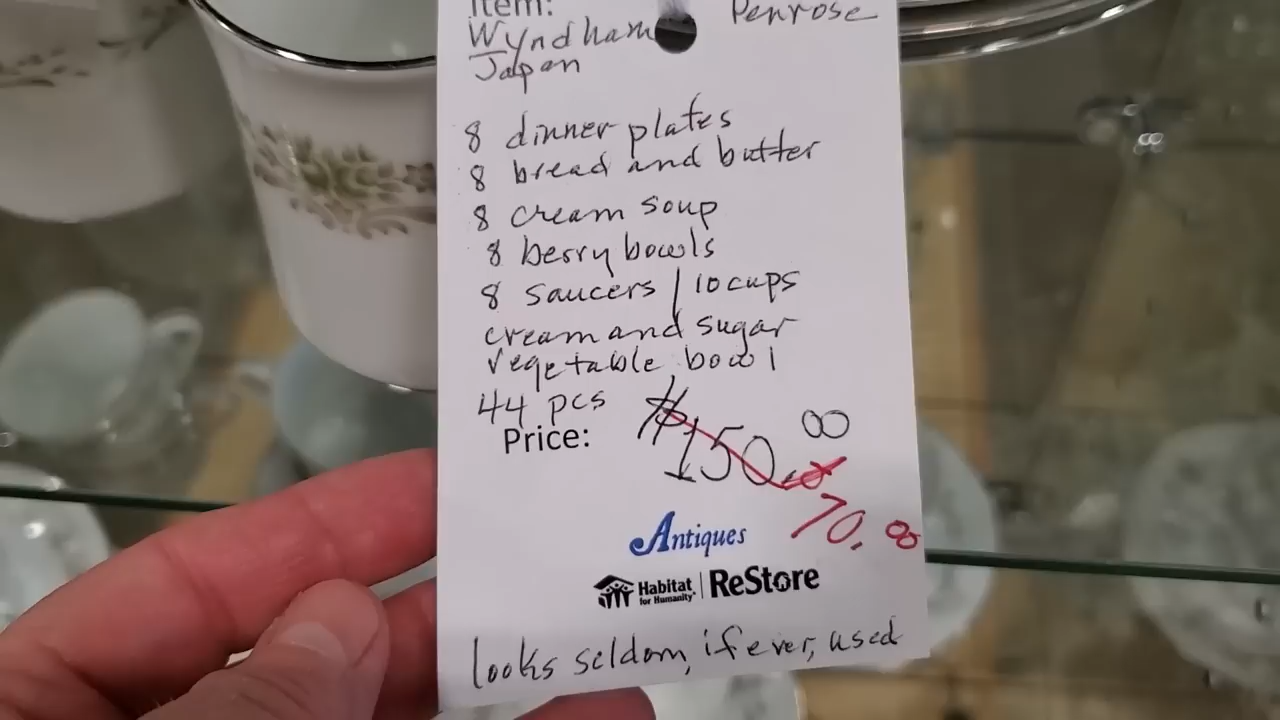 Item: Penrose
Wyndham
Japan
8 dinner plates
8 bread and butter
8 cream soup
8 berry bowls
8 saucers / 10 cups
cream and sugar
vegetable bowl
44 pcs
Price: $150.00
70.00
Antiques
Habitat for Humanity | ReStore
looks seldom, if ever, used